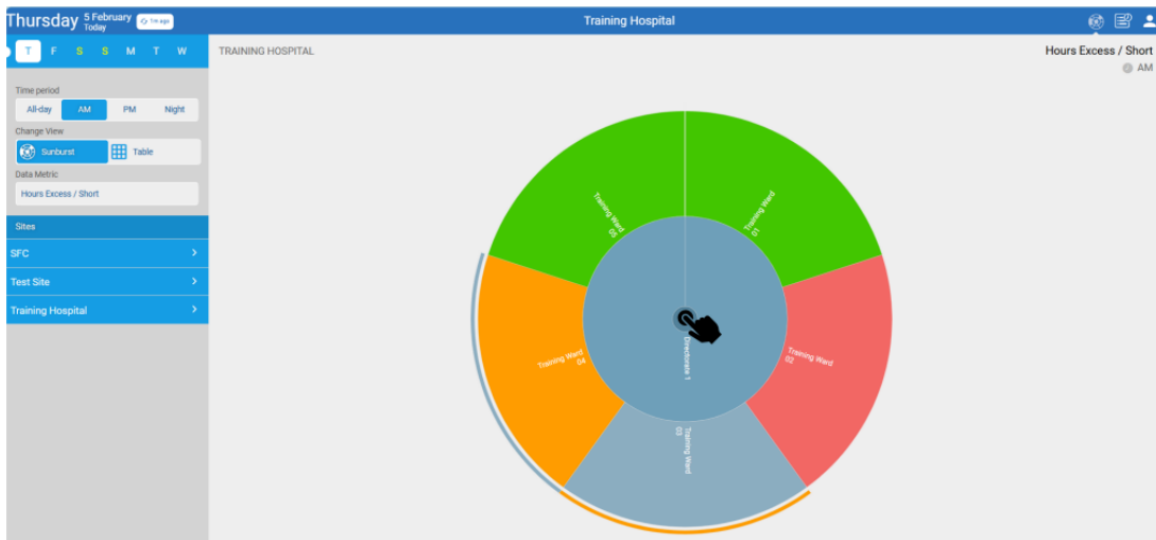 Thursday 5 February
Today
1m ago
Training Hospital
T F S S M T W
TRAINING HOSPITAL
Hours Excess / Short
AM
Time period
All-day AM PM Night
Change View
Sunburst Table
Data Metric
Hours Excess / Short
Sites
SFC
Test Site
Training Hospital
Training Ward
05
Training Ward
01
Training Ward
04
Directorate 1
Training Ward
02
Training Ward
03